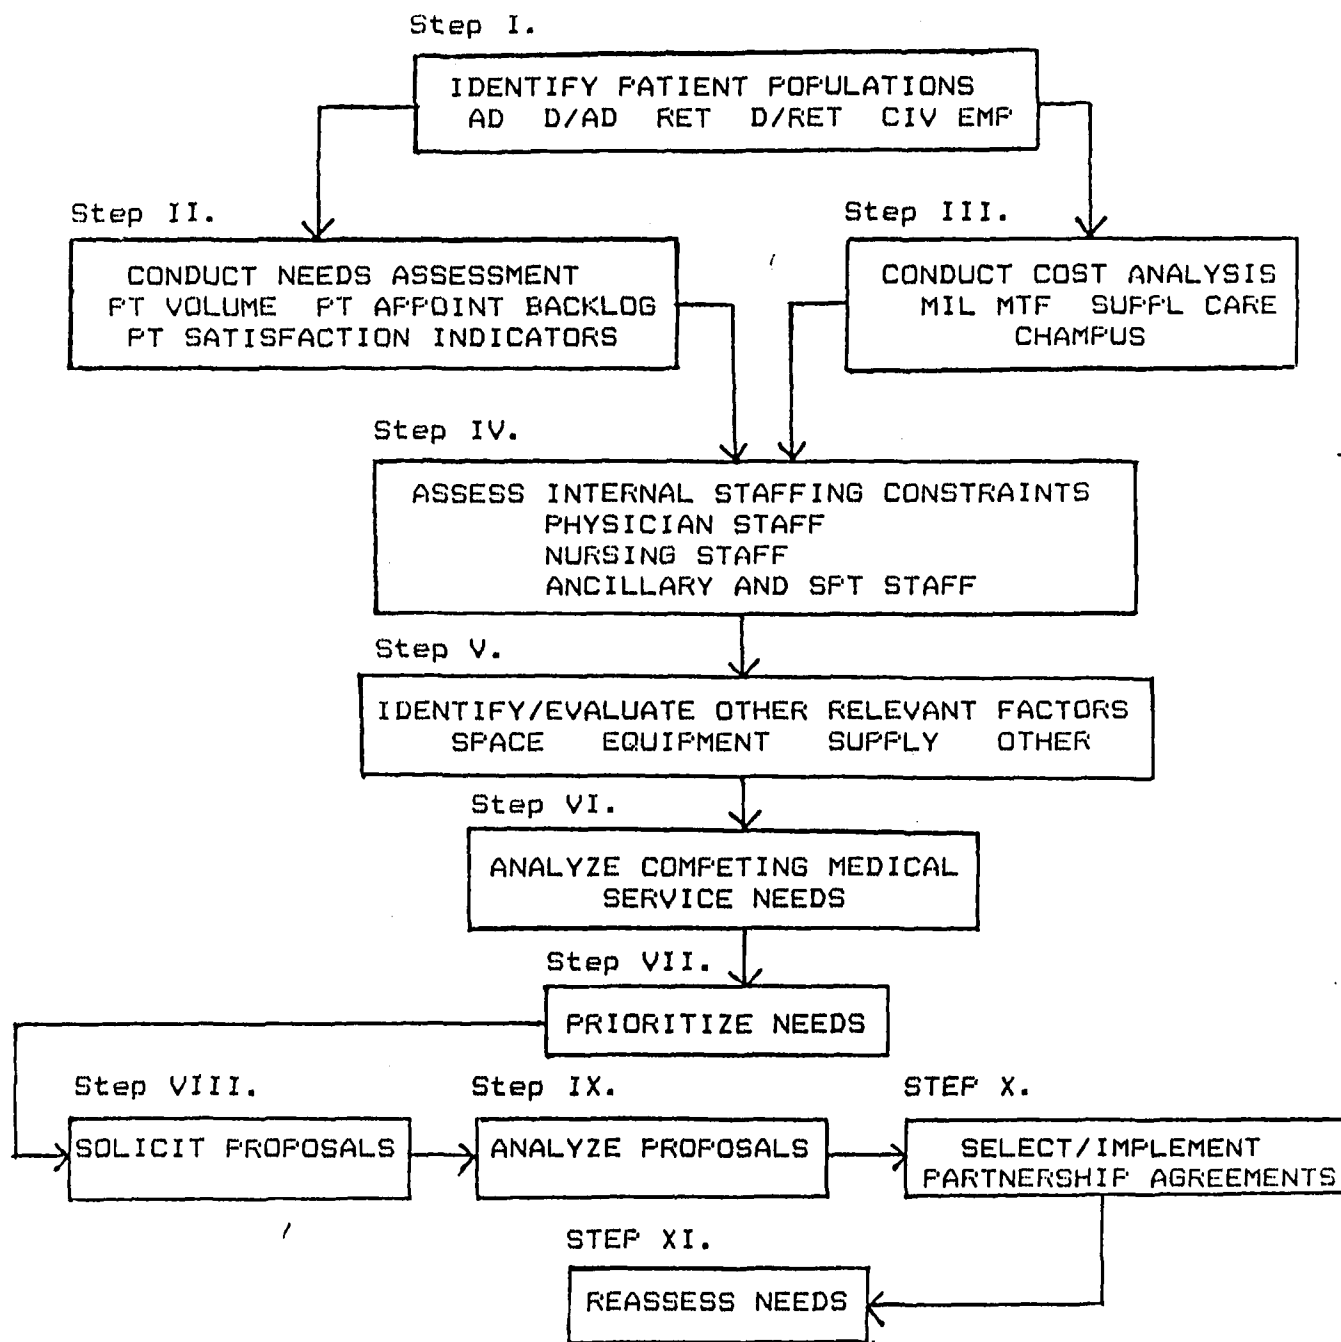 Step I.
IDENTIFY PATIENT POPULATIONS
AD D/AD RET D/RET CIV EMP
Step II.
CONDUCT NEEDS ASSESSMENT
PT VOLUME PT APPOINT BACKLOG
PT SATISFACTION INDICATORS
Step III.
CONDUCT COST ANALYSIS
MIL MTF SUPPL CARE
CHAMPUS
Step IV.
ASSESS INTERNAL STAFFING CONSTRAINTS
PHYSICIAN STAFF
NURSING STAFF
ANCILLARY AND SPT STAFF
Step V.
IDENTIFY/EVALUATE OTHER RELEVANT FACTORS
SPACE EQUIPMENT SUPPLY OTHER
Step VI.
ANALYZE COMPETING MEDICAL
SERVICE NEEDS
Step VII.
PRIORITIZE NEEDS
Step VIII.
SOLICIT PROPOSALS
Step IX.
ANALYZE PROPOSALS
STEP X.
SELECT/IMPLEMENT
PARTNERSHIP AGREEMENTS
STEP XI.
REASSESS NEEDS